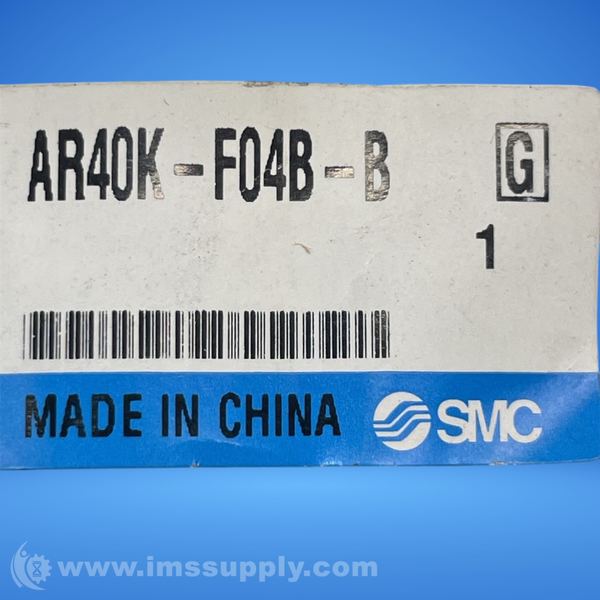 AR40K-F04B-B G
1
MADE IN CHINA SMC
www.imssupply.com